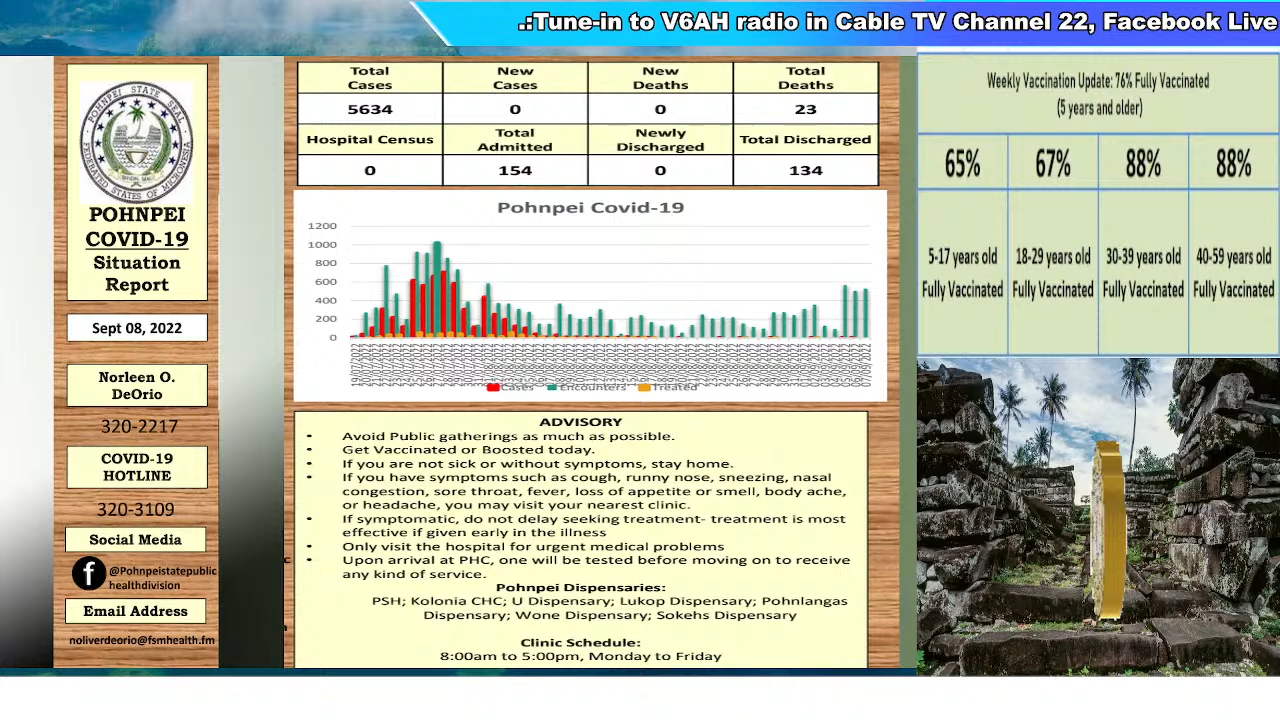 .:Tune-in to V6AH radio in Cable TV Channel 22, Facebook Live
POHNPEI STATE SEAL
FEDERATED STATES OF MICRONESIA
POHNPEI
COVID-19
Situation
Report
Sept 08, 2022
Norleen O.
DeOrio
320-2217
COVID-19
HOTLINE
320-3109
Social Media
@Pohnpeistatepublic
healthdivision
Email Address
noliverdeorio@fsmhealth.fm
Total Cases New Cases New Deaths Total Deaths
5634 0 0 23
Hospital Census Total Admitted Newly Discharged Total Discharged
0 154 0 134
Pohnpei Covid-19
1200
1000
800
600
400
200
0
Cases Encounters Treated
ADVISORY
• Avoid Public gatherings as much as possible.
• Get Vaccinated or Boosted today.
• If you are not sick or without symptoms, stay home.
• If you have symptoms such as cough, runny nose, sneezing, nasal
congestion, sore throat, fever, loss of appetite or smell, body ache,
or headache, you may visit your nearest clinic.
• If symptomatic, do not delay seeking treatment- treatment is most
effective if given early in the illness
• Only visit the hospital for urgent medical problems
• Upon arrival at PHC, one will be tested before moving on to receive
any kind of service.
Pohnpei Dispensaries:
PSH; Kolonia CHC; U Dispensary; Lukop Dispensary; Pohnlangas
Dispensary; Wone Dispensary; Sokehs Dispensary
Clinic Schedule:
8:00am to 5:00pm, Monday to Friday
Weekly Vaccination Update: 76% Fully Vaccinated
(5 years and older)
65% 67% 88% 88%
5-17 years old 18-29 years old 30-39 years old 40-59 years old
Fully Vaccinated Fully Vaccinated Fully Vaccinated Fully Vaccinated